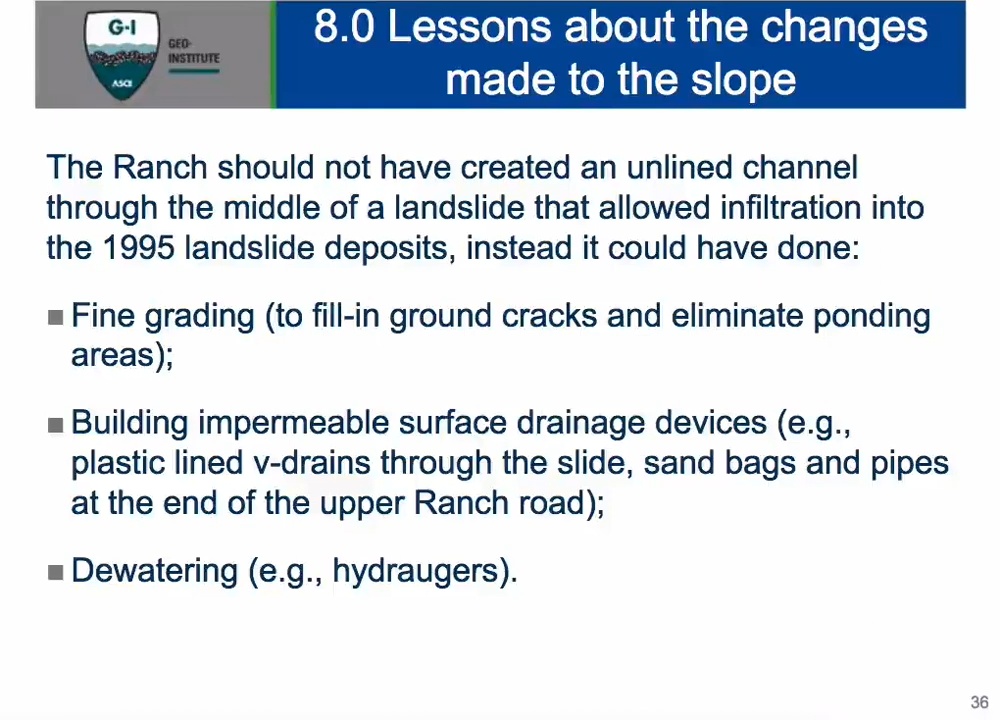 G-I
ASCE
GEO-
INSTITUTE
8.0 Lessons about the changes
made to the slope
The Ranch should not have created an unlined channel
through the middle of a landslide that allowed infiltration into
the 1995 landslide deposits, instead it could have done:
Fine grading (to fill-in ground cracks and eliminate ponding
areas);
Building impermeable surface drainage devices (e.g.,
plastic lined v-drains through the slide, sand bags and pipes
at the end of the upper Ranch road);
Dewatering (e.g., hydraugers).
36